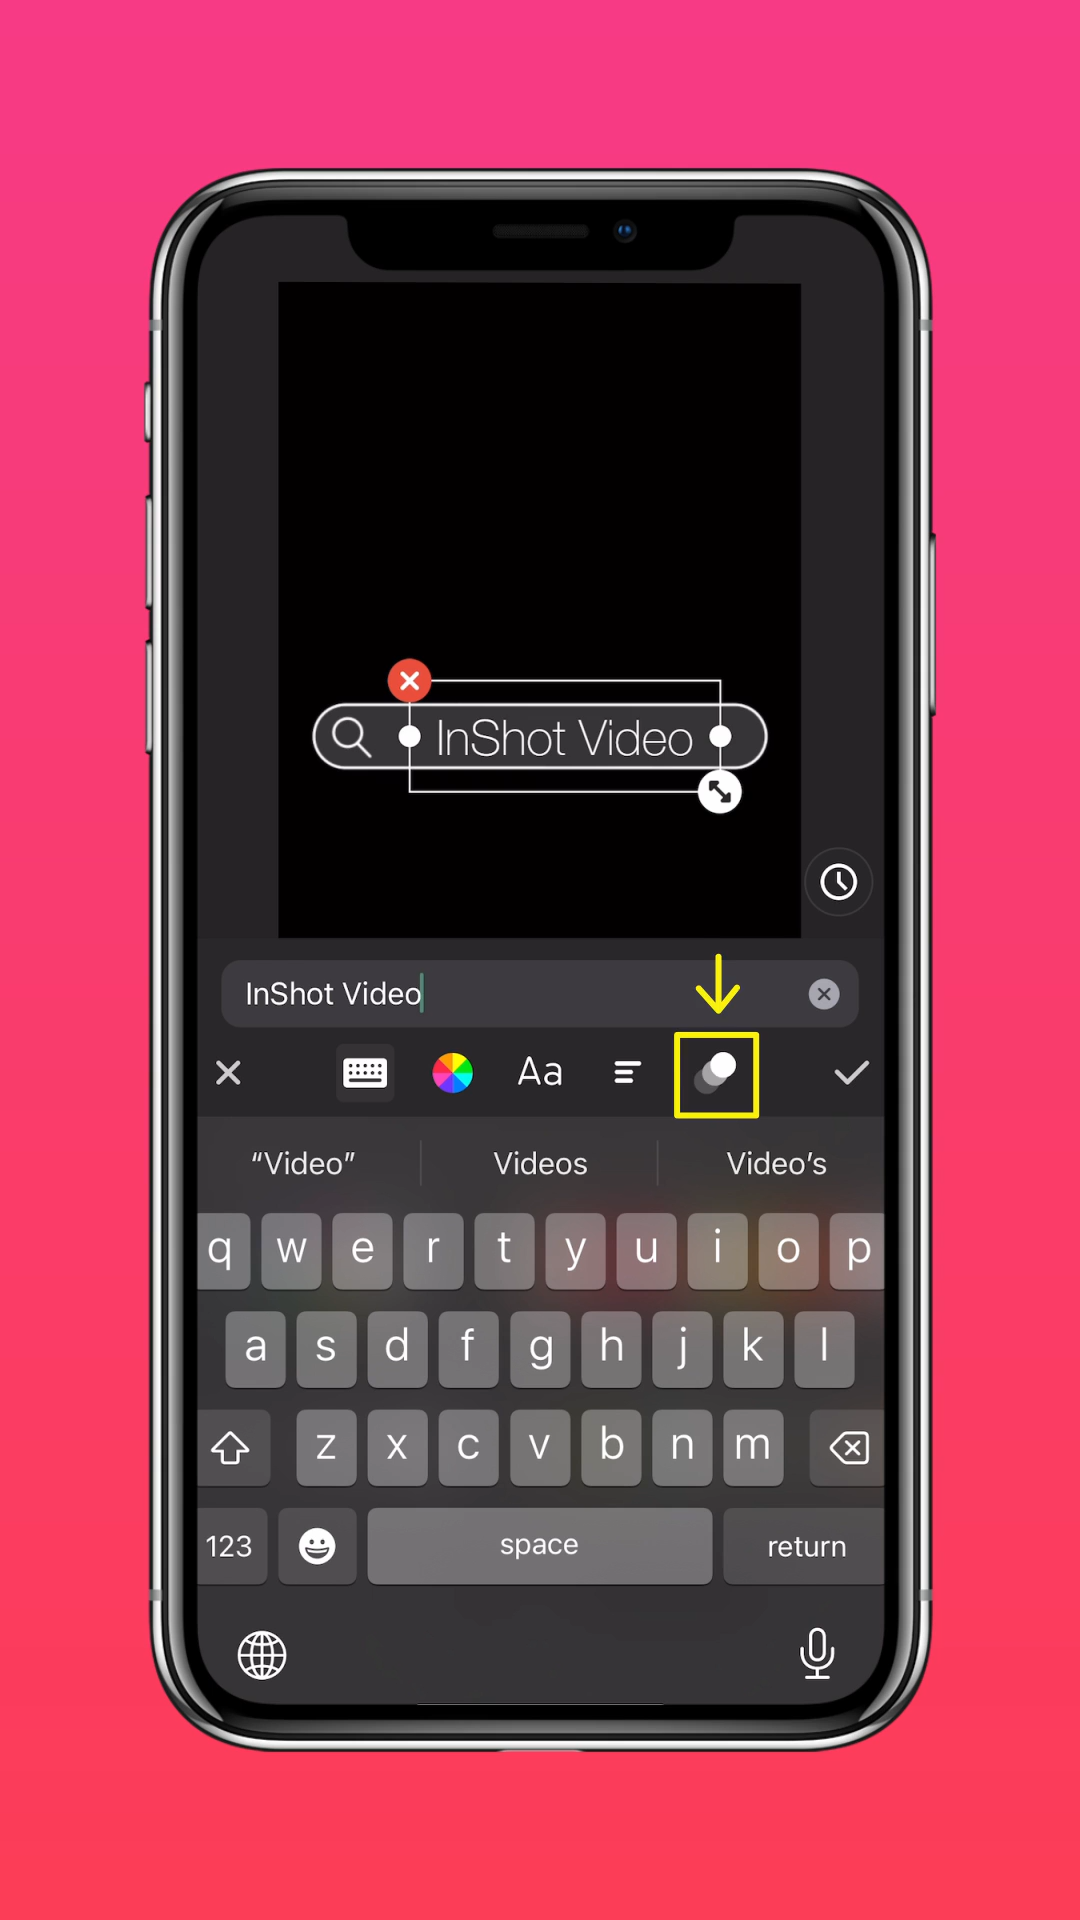 InShot Video
InShot Video
Aa
“Video” Videos Video’s
q w e r t y u i o p
a s d f g h j k l
z x c v b n m
123 space return